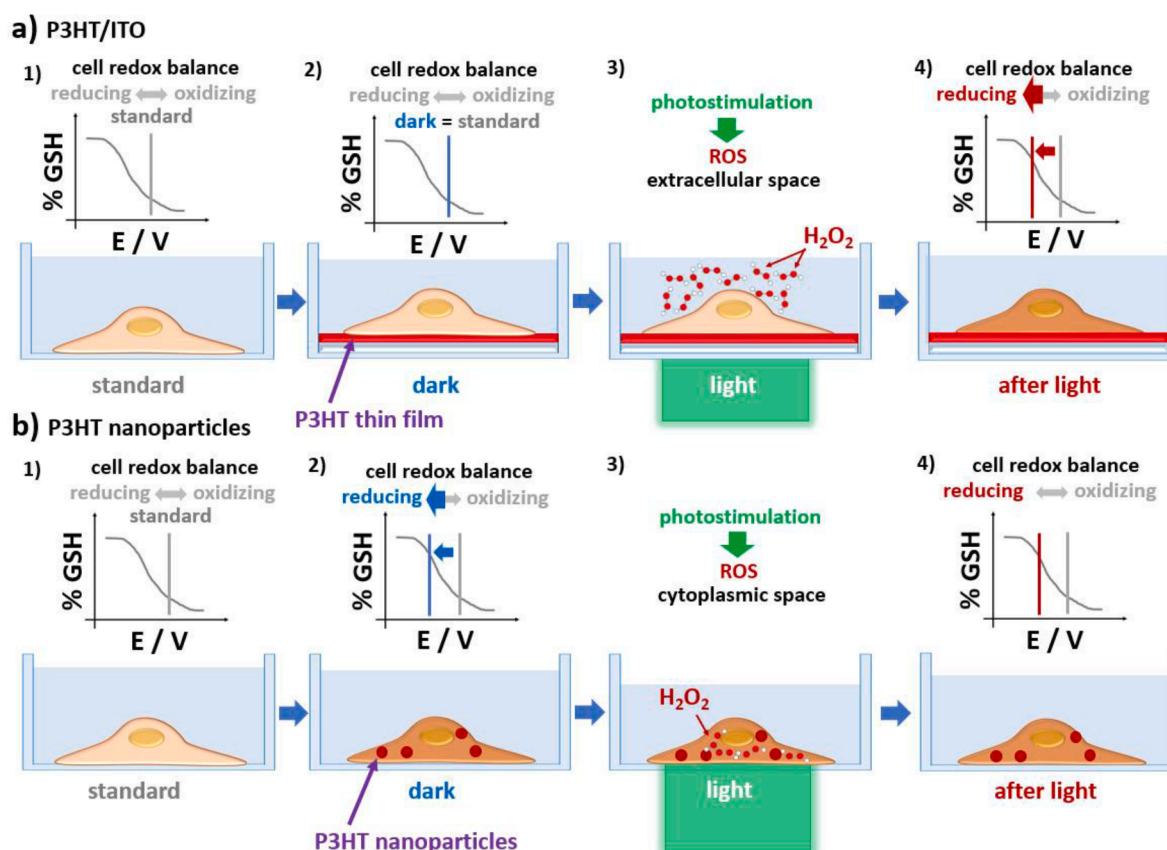 a) P3HT/ITO
1)
cell redox balance
reducing oxidizing
standard
% GSH
E / V
standard
2)
cell redox balance
reducing oxidizing
dark = standard
% GSH
E / V
dark
P3HT thin film
3)
photostimulation
ROS
extracellular space
H₂O₂
light
4)
cell redox balance
reducing oxidizing
% GSH
E / V
after light
b) P3HT nanoparticles
1)
cell redox balance
reducing oxidizing
standard
% GSH
E / V
standard
2)
cell redox balance
reducing oxidizing
% GSH
E / V
dark
P3HT nanoparticles
3)
photostimulation
ROS
cytoplasmic space
H₂O₂
light
4)
cell redox balance
reducing oxidizing
% GSH
E / V
after light